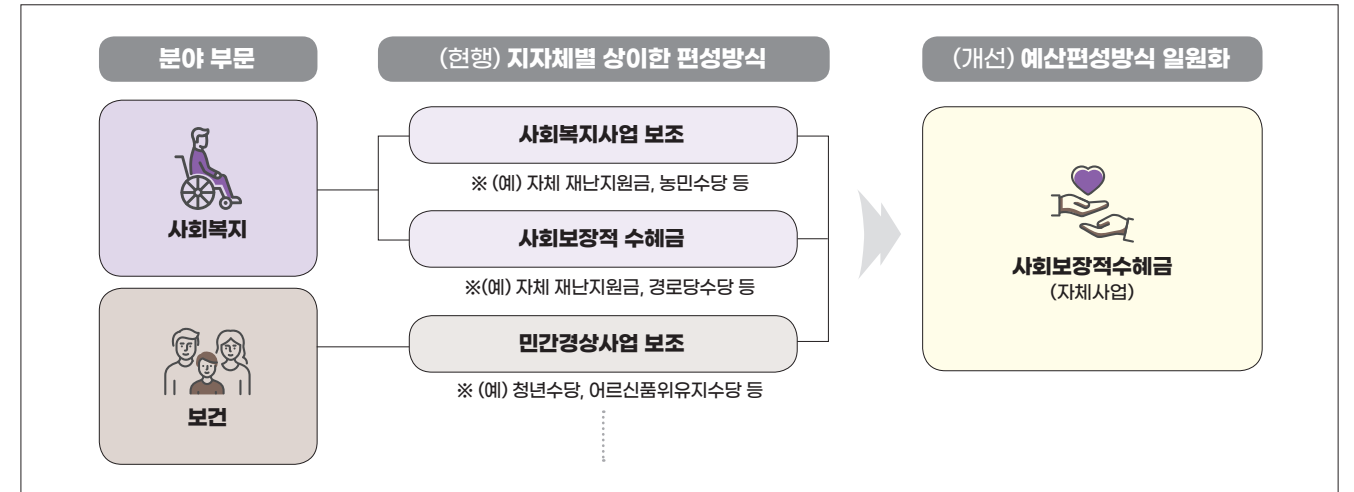 분야 부문
(현행) 지자체별 상이한 편성방식
(개선) 예산편성방식 일원화
사회복지
사회복지사업 보조
※ (예) 자체 재난지원금, 농민수당 등
사회보장적 수혜금
※(예) 자체 재난지원금, 경로당수당 등
보건
민간경상사업 보조
※ (예) 청년수당, 어르신품위유지수당 등
사회보장적수혜금
(자체사업)